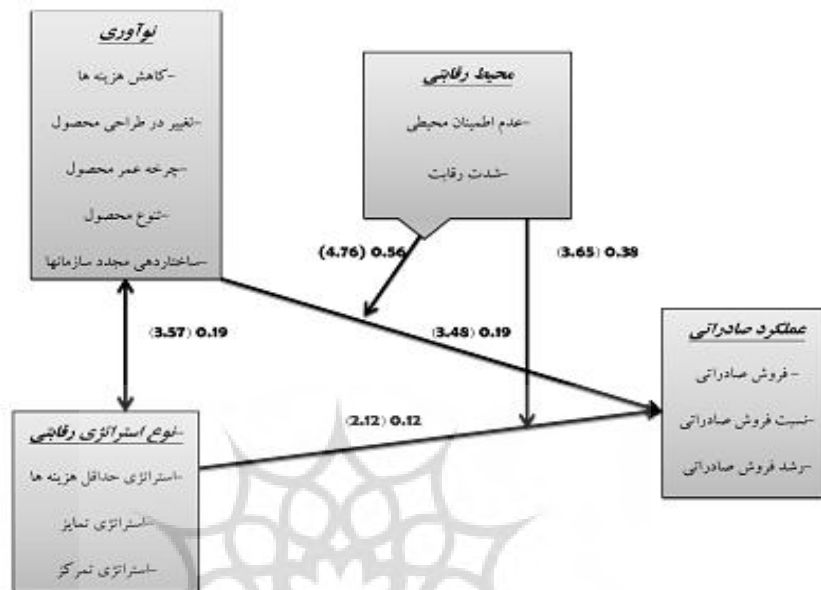 نوآوری
-کاهش هزینه ها
-تغییر در طراحی محصول
-چرخه عمر محصول
-تنوع محصول
-ساختاردهی مجدد سازمانها
محیط رقابتی
-عدم اطمینان محیطی
-شدت رقابت
(4.76) 0.56
(3.65) 0.38
(3.57) 0.19
(3.48) 0.19
(2.12) 0.12
عملکرد صادراتی
- فروش صادراتی
-نسبت فروش صادراتی
-رشد فروش صادراتی
-نوع استراتژی رقابتی
-استراتژی حداقل هزینه ها
-استراتژی تمایز
-استراتژی تمرکز